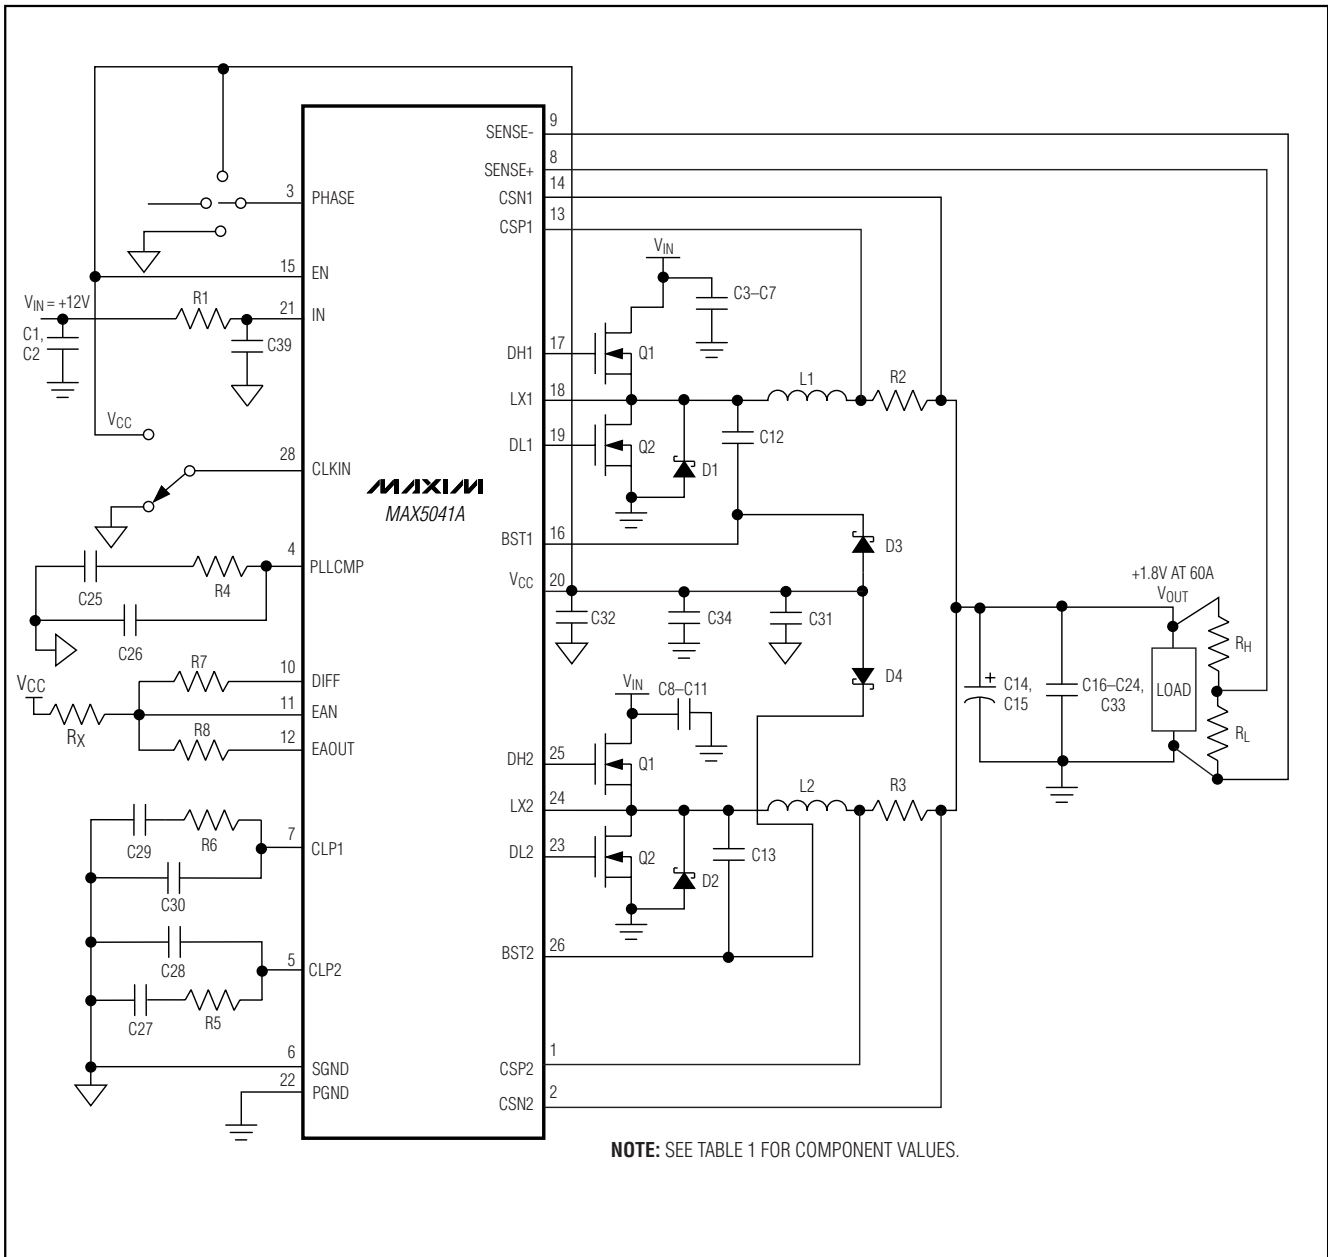 9
SENSE-
8
SENSE+
14
CSN1
13
CSP1
3
PHASE
15
EN
VIN
VIN = +12V
R1
21
IN
C1,
C2
C39
C3–C7
DH1
17
Q1
L1
R2
LX1
18
VCC
DL1
19
Q2
C12
D1
28
CLKIN
MAXIM
MAX5041A
BST1
16
D3
4
PLLCMP
VCC
20
C25
R4
C26
C32
C34
C31
+1.8V AT 60A
VOUT
RH
R7
10
DIFF
VCC
11
EAN
RX
R8
12
EAOUT
VIN
C8–C11
D4
C14,
C15
C16–C24,
C33
LOAD
RL
DH2
25
Q1
L2
R3
LX2
24
C29
R6
7
CLP1
DL2
23
Q2
C13
D2
C30
C28
5
CLP2
BST2
26
C27
R5
6
SGND
22
PGND
1
CSP2
2
CSN2
NOTE: SEE TABLE 1 FOR COMPONENT VALUES.